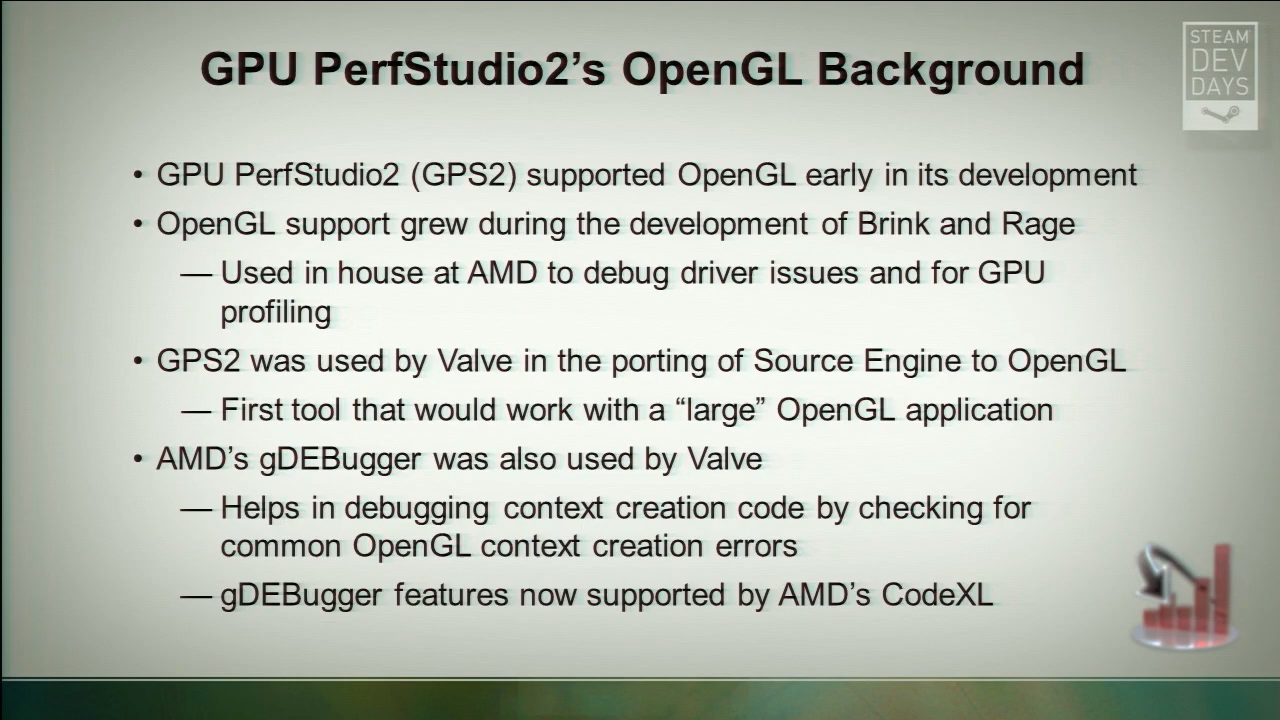 GPU PerfStudio2’s OpenGL Background
STEAM
DEV
DAYS
• GPU PerfStudio2 (GPS2) supported OpenGL early in its development
• OpenGL support grew during the development of Brink and Rage
— Used in house at AMD to debug driver issues and for GPU
profiling
• GPS2 was used by Valve in the porting of Source Engine to OpenGL
— First tool that would work with a “large” OpenGL application
• AMD’s gDEBugger was also used by Valve
— Helps in debugging context creation code by checking for
common OpenGL context creation errors
— gDEBugger features now supported by AMD’s CodeXL